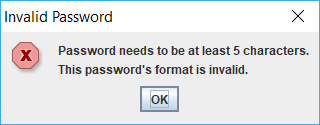 Invalid Password
Password needs to be at least 5 characters.
This password's format is invalid.
OK